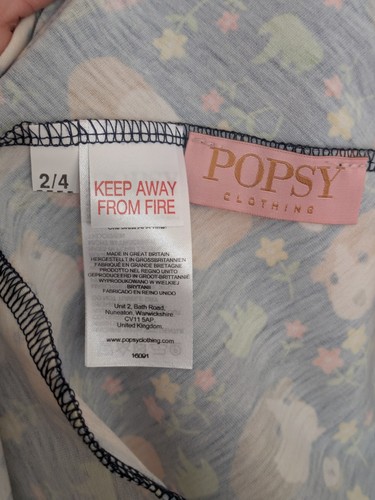 2/4
KEEP AWAY
FROM FIRE
MADE IN GREAT BRITAIN
HERGESTELLT IN GROSSBRITANNIEN
FABRIQUE EN GRANDE BRETAGNE
PRODOTTO NEL REGNO UNITO
GEPRODUCEERD IN GROOT-BRITTANNIE
WYPRODUKOWANO W WIELKIEJ
BRYTANII
FABRICADO EN REINO UNIDO
Unit 2, Bath Road,
Nuneaton, Warwickshire
CV11 5AP.
United Kingdom.
www.popsyclothing.com
16091
POPSY
CLOTHING